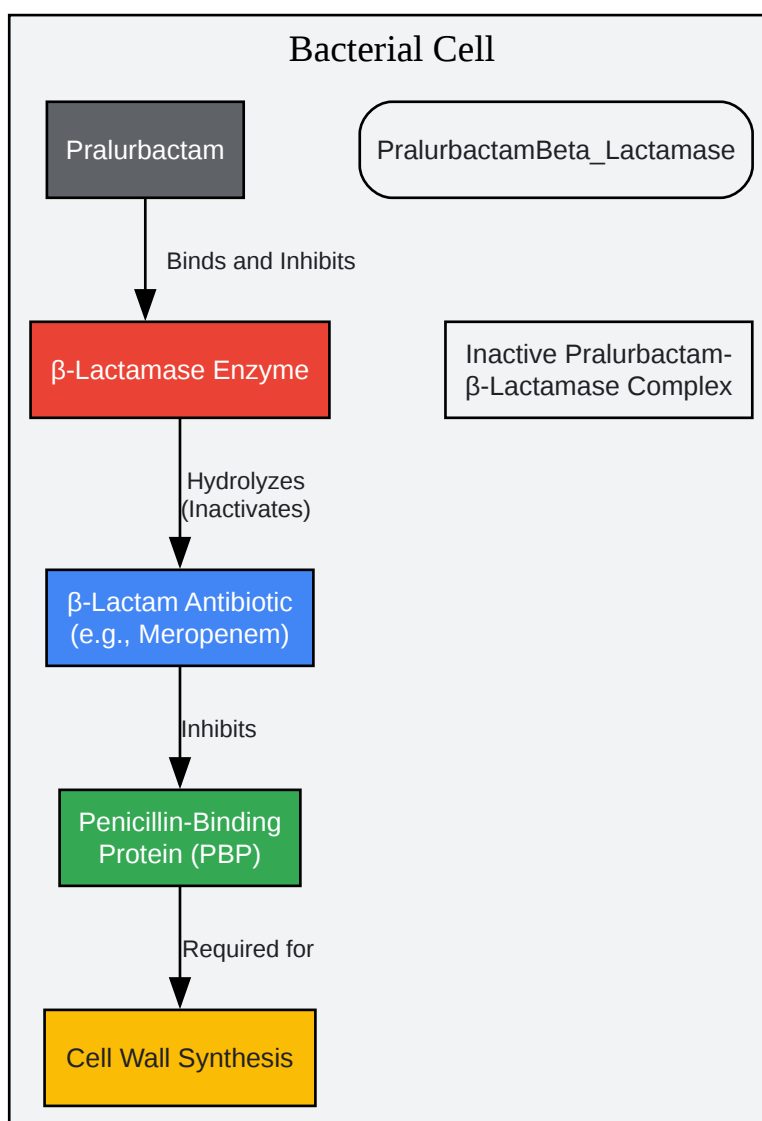 Bacterial Cell
Pralurbactam
PralurbactamBeta_Lactamase
Binds and Inhibits
β-Lactamase Enzyme
Inactive Pralurbactam-
β-Lactamase Complex
Hydrolyzes
(Inactivates)
β-Lactam Antibiotic
(e.g., Meropenem)
Inhibits
Penicillin-Binding
Protein (PBP)
Required for
Cell Wall Synthesis